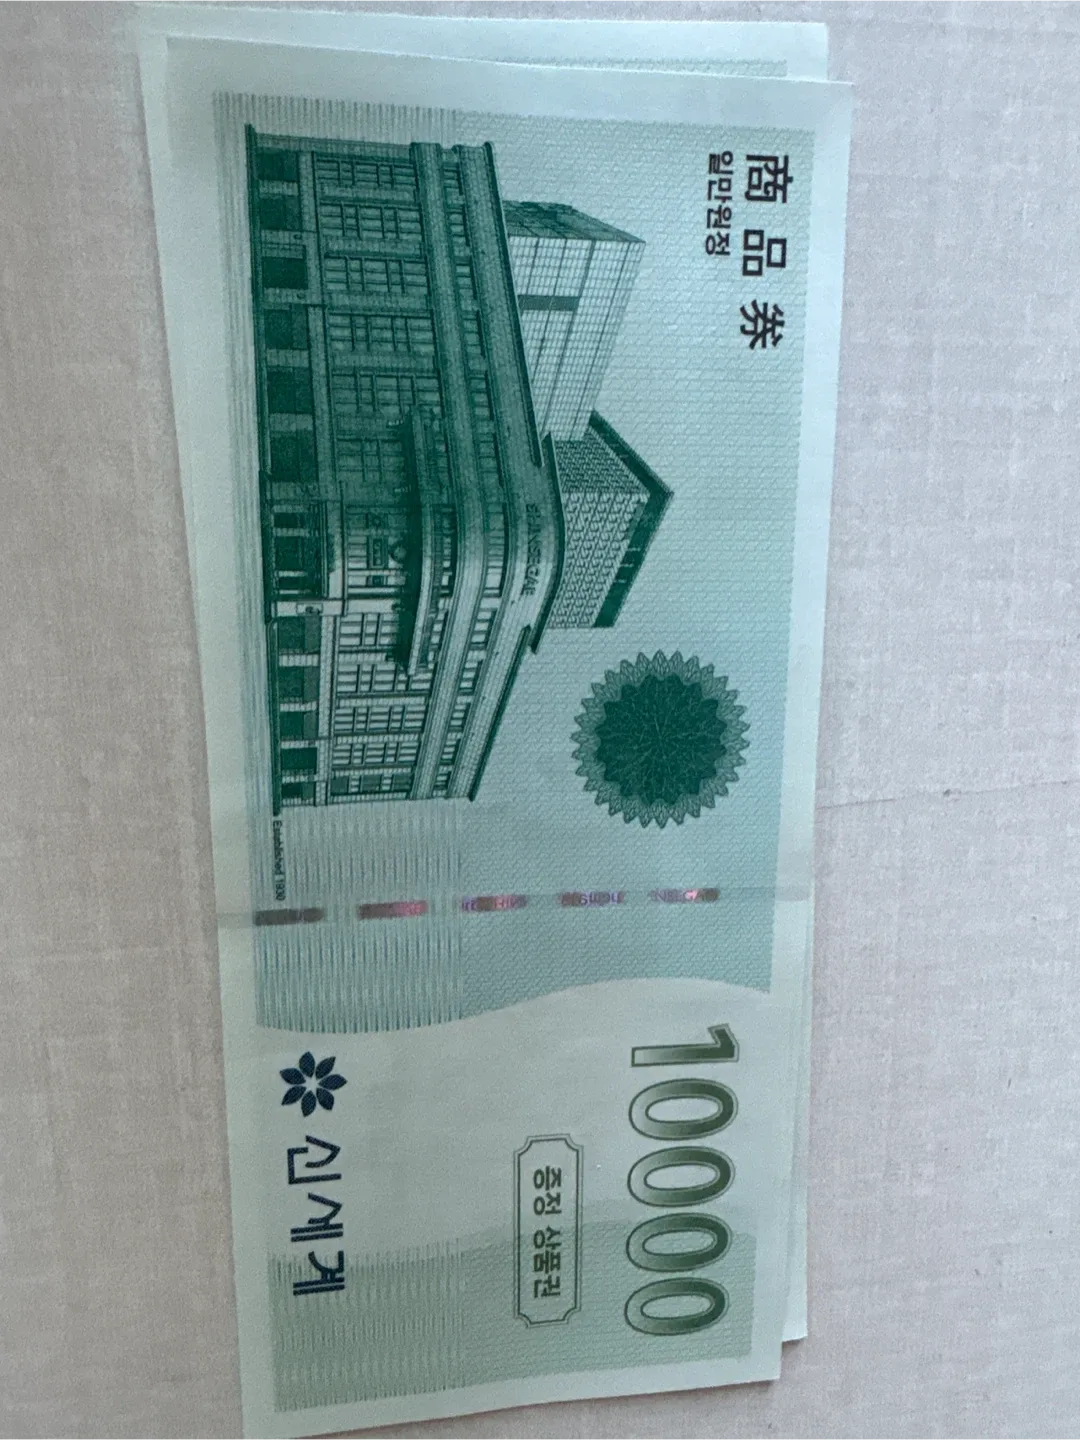 商品券
일만원정
SHINSEGAE
Established 1930
10000
증정 상품권
신세계